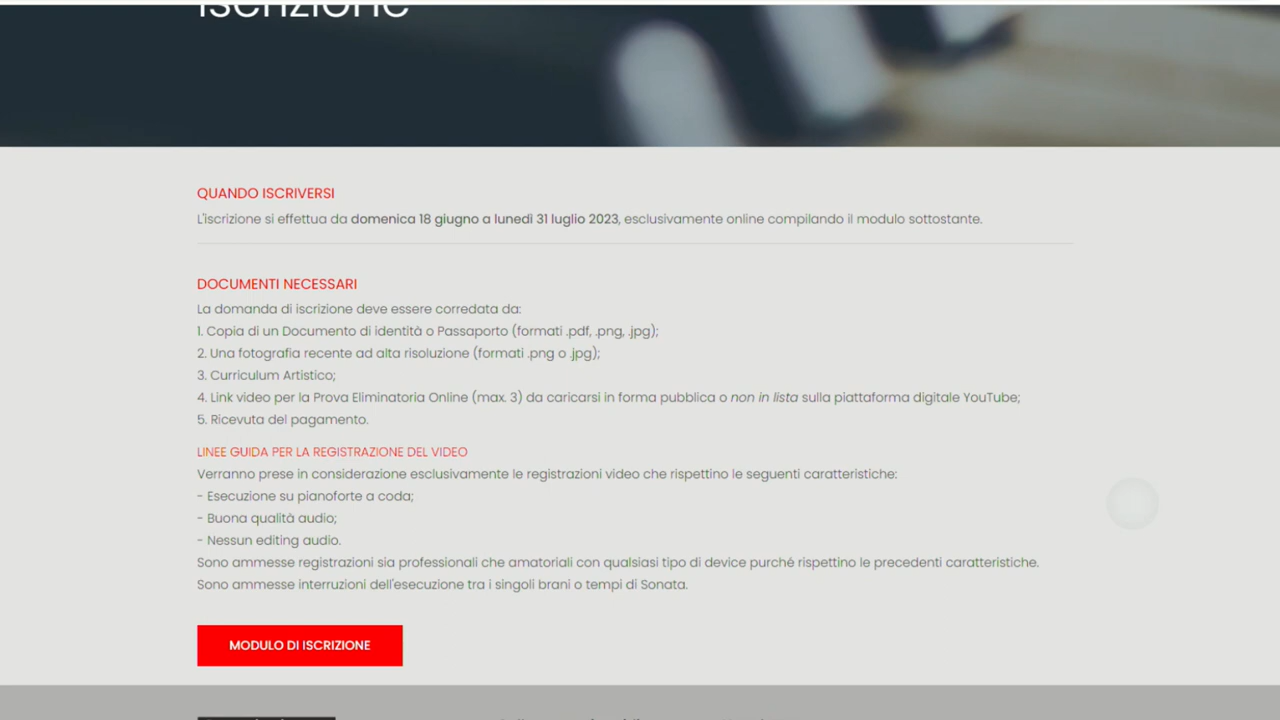 Iscrizione
QUANDO ISCRIVERSI
L'iscrizione si effettua da domenica 18 giugno a lunedì 31 luglio 2023, esclusivamente online compilando il modulo sottostante.
DOCUMENTI NECESSARI
La domanda di iscrizione deve essere corredata da:
1. Copia di un Documento di identità o Passaporto (formati .pdf, .png, .jpg);
2. Una fotografia recente ad alta risoluzione (formati .png o .jpg);
3. Curriculum Artistico;
4. Link video per la Prova Eliminatoria Online (max. 3) da caricarsi in forma pubblica o non in lista sulla piattaforma digitale YouTube;
5. Ricevuta del pagamento.
LINEE GUIDA PER LA REGISTRAZIONE DEL VIDEO
Verranno prese in considerazione esclusivamente le registrazioni video che rispettino le seguenti caratteristiche:
- Esecuzione su pianoforte a coda;
- Buona qualità audio;
- Nessun editing audio.
Sono ammesse registrazioni sia professionali che amatoriali con qualsiasi tipo di device purché rispettino le precedenti caratteristiche.
Sono ammesse interruzioni dell'esecuzione tra i singoli brani o tempi di Sonata.
MODULO DI ISCRIZIONE